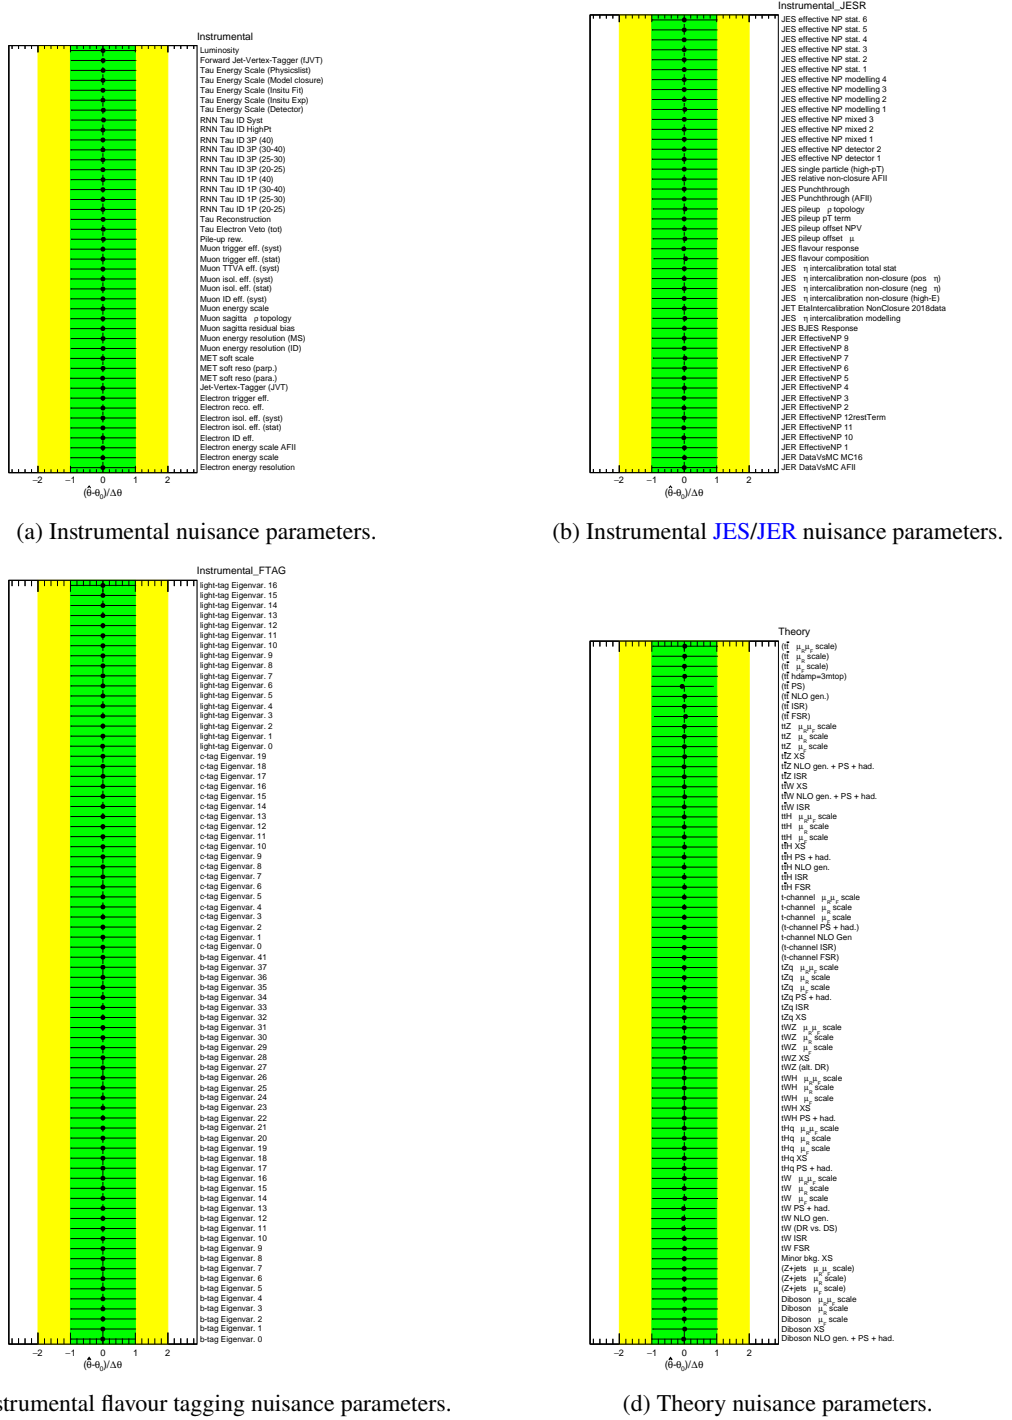 Instrumental
Luminosity
Forward Jet-Vertex-Tagger (fJVT)
Tau Energy Scale (Physicslist)
Tau Energy Scale (Model closure)
Tau Energy Scale (Insitu Fit)
Tau Energy Scale (Insitu Exp)
Tau Energy Scale (Detector)
RNN Tau ID Syst
RNN Tau ID HighPt
RNN Tau ID 3P (40)
RNN Tau ID 3P (30-40)
RNN Tau ID 3P (25-30)
RNN Tau ID 3P (20-25)
RNN Tau ID 1P (40)
RNN Tau ID 1P (30-40)
RNN Tau ID 1P (25-30)
RNN Tau ID 1P (20-25)
Tau Reconstruction
Tau Electron Veto (tot)
Pile-up rew.
Muon trigger eff. (syst)
Muon trigger eff. (stat)
Muon TTVA eff. (syst)
Muon isol. eff. (syst)
Muon isol. eff. (stat)
Muon ID eff. (syst)
Muon energy scale
Muon sagitta ρ topology
Muon sagitta residual bias
Muon energy resolution (MS)
Muon energy resolution (ID)
MET soft scale
MET soft reso (parp.)
MET soft reso (para.)
Jet-Vertex-Tagger (JVT)
Electron trigger eff.
Electron reco. eff.
Electron isol. eff. (syst)
Electron isol. eff. (stat)
Electron ID eff.
Electron energy scale AFII
Electron energy scale
Electron energy resolution
−2 −1 0 1 2
(θ̂-θ₀)/Δθ
(a) Instrumental nuisance parameters.
Instrumental_JESR
JES effective NP stat. 6
JES effective NP stat. 5
JES effective NP stat. 4
JES effective NP stat. 3
JES effective NP stat. 2
JES effective NP stat. 1
JES effective NP modelling 4
JES effective NP modelling 3
JES effective NP modelling 2
JES effective NP modelling 1
JES effective NP mixed 3
JES effective NP mixed 2
JES effective NP mixed 1
JES effective NP detector 2
JES effective NP detector 1
JES single particle (high-pT)
JES relative non-closure AFII
JES Punchthrough
JES Punchthrough (AFII)
JES pileup ρ topology
JES pileup pT term
JES pileup offset NPV
JES pileup offset μ
JES flavour response
JES flavour composition
JES η intercalibration total stat
JES η intercalibration non-closure (pos η)
JES η intercalibration non-closure (neg η)
JES η intercalibration non-closure (high-E)
JET EtaIntercalibration NonClosure 2018data
JES η intercalibration modelling
JES BJES Response
JER EffectiveNP 9
JER EffectiveNP 8
JER EffectiveNP 7
JER EffectiveNP 6
JER EffectiveNP 5
JER EffectiveNP 4
JER EffectiveNP 3
JER EffectiveNP 2
JER EffectiveNP 12restTerm
JER EffectiveNP 11
JER EffectiveNP 10
JER EffectiveNP 1
JER DataVsMC MC16
JER DataVsMC AFII
−2 −1 0 1 2
(θ̂-θ₀)/Δθ
(b) Instrumental JES/JER nuisance parameters.
Instrumental_FTAG
light-tag Eigenvar. 16
light-tag Eigenvar. 15
light-tag Eigenvar. 14
light-tag Eigenvar. 13
light-tag Eigenvar. 12
light-tag Eigenvar. 11
light-tag Eigenvar. 10
light-tag Eigenvar. 9
light-tag Eigenvar. 8
light-tag Eigenvar. 7
light-tag Eigenvar. 6
light-tag Eigenvar. 5
light-tag Eigenvar. 4
light-tag Eigenvar. 3
light-tag Eigenvar. 2
light-tag Eigenvar. 1
light-tag Eigenvar. 0
c-tag Eigenvar. 19
c-tag Eigenvar. 18
c-tag Eigenvar. 17
c-tag Eigenvar. 16
c-tag Eigenvar. 15
c-tag Eigenvar. 14
c-tag Eigenvar. 13
c-tag Eigenvar. 12
c-tag Eigenvar. 11
c-tag Eigenvar. 10
c-tag Eigenvar. 9
c-tag Eigenvar. 8
c-tag Eigenvar. 7
c-tag Eigenvar. 6
c-tag Eigenvar. 5
c-tag Eigenvar. 4
c-tag Eigenvar. 3
c-tag Eigenvar. 2
c-tag Eigenvar. 1
c-tag Eigenvar. 0
b-tag Eigenvar. 41
b-tag Eigenvar. 37
b-tag Eigenvar. 36
b-tag Eigenvar. 35
b-tag Eigenvar. 34
b-tag Eigenvar. 33
b-tag Eigenvar. 32
b-tag Eigenvar. 31
b-tag Eigenvar. 30
b-tag Eigenvar. 29
b-tag Eigenvar. 28
b-tag Eigenvar. 27
b-tag Eigenvar. 26
b-tag Eigenvar. 25
b-tag Eigenvar. 24
b-tag Eigenvar. 23
b-tag Eigenvar. 22
b-tag Eigenvar. 21
b-tag Eigenvar. 20
b-tag Eigenvar. 19
b-tag Eigenvar. 18
b-tag Eigenvar. 17
b-tag Eigenvar. 16
b-tag Eigenvar. 15
b-tag Eigenvar. 14
b-tag Eigenvar. 13
b-tag Eigenvar. 12
b-tag Eigenvar. 11
b-tag Eigenvar. 10
b-tag Eigenvar. 9
b-tag Eigenvar. 8
b-tag Eigenvar. 7
b-tag Eigenvar. 6
b-tag Eigenvar. 5
b-tag Eigenvar. 4
b-tag Eigenvar. 3
b-tag Eigenvar. 2
b-tag Eigenvar. 1
b-tag Eigenvar. 0
−2 −1 0 1 2
(θ̂-θ₀)/Δθ
strumental flavour tagging nuisance parameters.
Theory
(tt̄ μ_Rμ_F scale)
(tt̄ μ_R scale)
(tt̄ μ_F scale)
(tt̄ hdamp=3mtop)
(tt̄ PS)
(tt̄ NLO gen.)
(tt̄ ISR)
(tt̄ FSR)
ttZ μ_Rμ_F scale
ttZ μ_R scale
ttZ μ_F scale
tt̄Z XS
tt̄Z NLO gen. + PS + had.
tt̄Z ISR
tt̄W XS
tt̄W NLO gen. + PS + had.
tt̄W ISR
ttH μ_Rμ_F scale
ttH μ_R scale
ttH μ_F scale
tt̄H XS
tt̄H PS + had.
tt̄H NLO gen.
tt̄H ISR
tt̄H FSR
t-channel μ_Rμ_F scale
t-channel μ_R scale
t-channel μ_F scale
(t-channel PS + had.)
t-channel NLO Gen
(t-channel ISR)
(t-channel FSR)
tZq μ_Rμ_F scale
tZq μ_R scale
tZq μ_F scale
tZq PS + had.
tZq ISR
tZq XS
tWZ μ_Rμ_F scale
tWZ μ_R scale
tWZ μ_F scale
tWZ XS
tWZ (alt. DR)
tWH μ_Rμ_F scale
tWH μ_R scale
tWH μ_F scale
tWH XS
tWH PS + had.
tHq μ_Rμ_F scale
tHq μ_R scale
tHq μ_F scale
tHq XS
tHq PS + had.
tW μ_Rμ_F scale
tW μ_R scale
tW μ_F scale
tW PS + had.
tW NLO gen.
tW (DR vs. DS)
tW ISR
tW FSR
Minor bkg. XS
(Z+jets μ_Rμ_F scale)
(Z+jets μ_R scale)
(Z+jets μ_F scale)
Diboson μ_Rμ_F scale
Diboson μ_R scale
Diboson μ_F scale
Diboson XS
Diboson NLO gen. + PS + had.
−2 −1 0 1 2
(θ̂-θ₀)/Δθ
(d) Theory nuisance parameters.